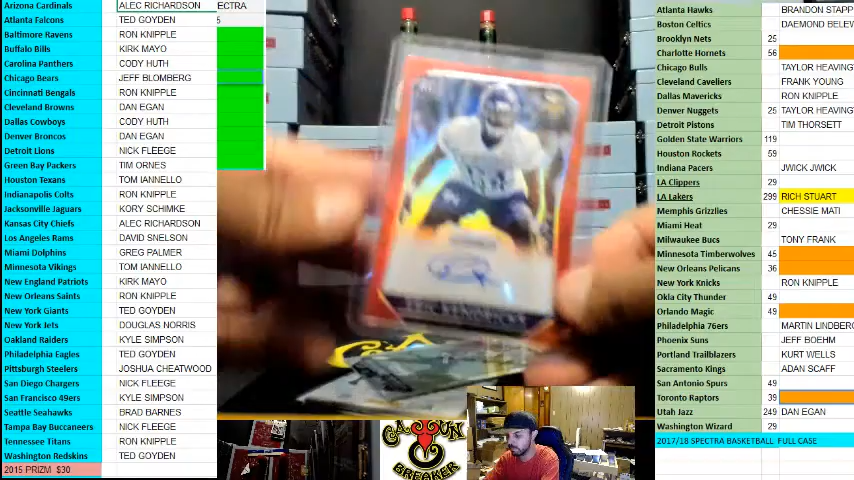 Arizona Cardinals ALEC RICHARDSON ECTRA
Atlanta Falcons TED GOYDEN
Baltimore Ravens RON KNIPPLE
Buffalo Bills KIRK MAYO
Carolina Panthers CODY HUTH
Chicago Bears JEFF BLOMBERG
Cincinnati Bengals RON KNIPPLE
Cleveland Browns DAN EGAN
Dallas Cowboys CODY HUTH
Denver Broncos DAN EGAN
Detroit Lions NICK FLEEGE
Green Bay Packers TIM ORNES
Houston Texans TOM IANNELLO
Indianapolis Colts RON KNIPPLE
Jacksonville Jaguars KORY SCHIMKE
Kansas City Chiefs ALEC RICHARDSON
Los Angeles Rams DAVID SNELSON
Miami Dolphins GREG PALMER
Minnesota Vikings TOM IANNELLO
New England Patriots KIRK MAYO
New Orleans Saints RON KNIPPLE
New York Giants TED GOYDEN
New York Jets DOUGLAS NORRIS
Oakland Raiders KYLE SIMPSON
Philadelphia Eagles TED GOYDEN
Pittsburgh Steelers JOSHUA CHEATWOOD
San Diego Chargers NICK FLEEGE
San Francisco 49ers KYLE SIMPSON
Seattle Seahawks BRAD BARNES
Tampa Bay Buccaneers NICK FLEEGE
Tennessee Titans RON KNIPPLE
Washington Redskins TED GOYDEN
2015 PRIZM $30
ERIC KENDRICKS
CAJUN
BREAKER
Atlanta Hawks BRANDON STAPP
Boston Celtics DAEMOND BELEW
Brooklyn Nets 25
Charlotte Hornets 56
Chicago Bulls TAYLOR HEAVING
Cleveland Caveliers FRANK YOUNG
Dallas Mavericks RON KNIPPLE
Denver Nuggets 25 TAYLOR HEAVING
Detroit Pistons TIM THORSETT
Golden State Warriors 119
Houston Rockets 59
Indiana Pacers JWICK JWICK
LA Clippers 29
LA Lakers 299 RICH STUART
Memphis Grizzlies CHESSIE MATI
Miami Heat 29
Milwaukee Bucs TONY FRANK
Minnesota Timberwolves 45
New Orleans Pelicans 36
New York Knicks RON KNIPPLE
Okla City Thunder 49
Orlando Magic 49
Philadelphia 76ers MARTIN LINDBERG
Phoenix Suns JEFF BOEHM
Portland Trailblazers KURT WELLS
Sacramento Kings ADAN SCAFF
San Antonio Spurs 49
Toronto Raptors 39
Utah Jazz 249 DAN EGAN
Washington Wizard 29
2017/18 SPECTRA BASKETBALL FULL CASE